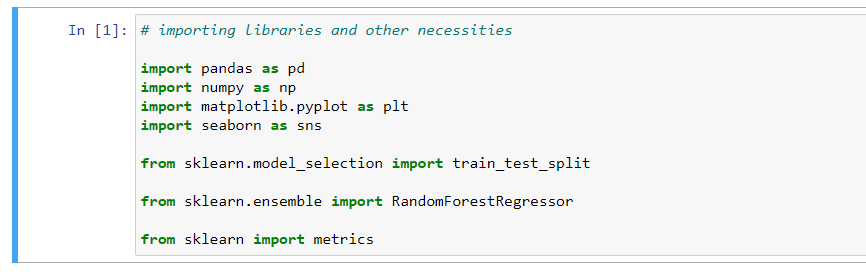 In [1]: # importing libraries and other necessities
import pandas as pd
import numpy as np
import matplotlib.pyplot as plt
import seaborn as sns
from sklearn.model_selection import train_test_split
from sklearn.ensemble import RandomForestRegressor
from sklearn import metrics